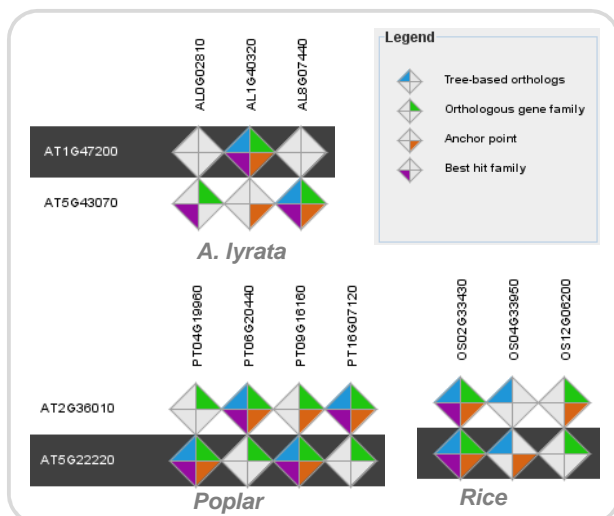 Legend
Tree-based orthologs
Orthologous gene family
Anchor point
Best hit family
AL0G02810
AL1G40320
AL8G07440
AT1G47200
AT5G43070
A. lyrata
PT04G19960
PT06G20440
PT09G16160
PT16G07120
AT2G36010
AT5G22220
Poplar
OS02G33430
OS04G33950
OS12G06200
Rice